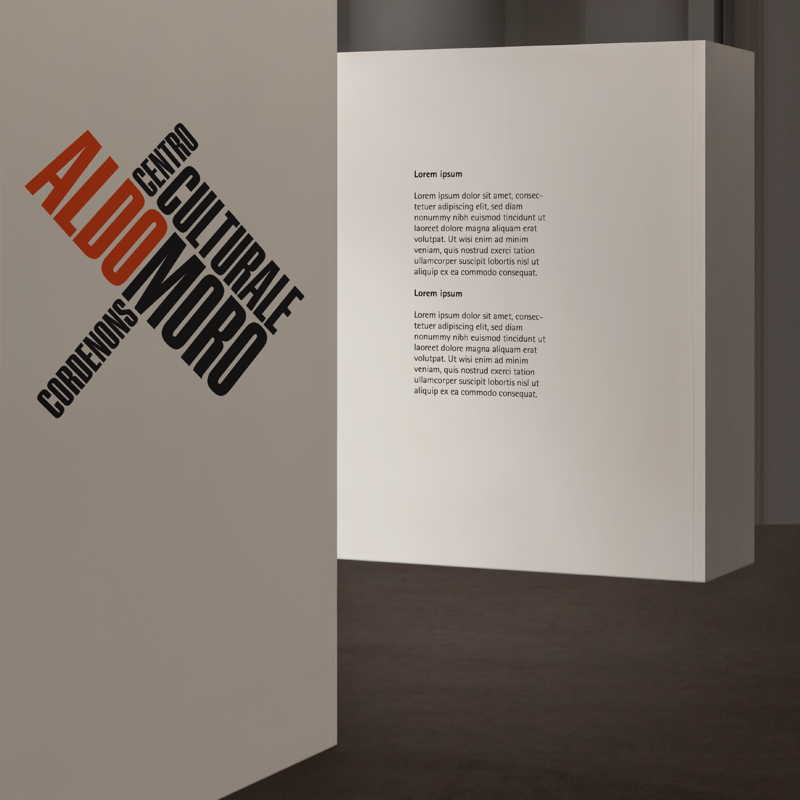 CENTRO
CULTURALE
ALDO MORO
CORDENONS
Lorem ipsum
Lorem ipsum dolor sit amet, consec-
tetuer adipiscing elit, sed diam
nonummy nibh euismod tincidunt ut
laoreet dolore magna aliquam erat
volutpat. Ut wisi enim ad minim
veniam, quis nostrud exerci tation
ullamcorper suscipit lobortis nisl ut
aliquip ex ea commodo consequat.
Lorem ipsum
Lorem ipsum dolor sit amet, consec-
tetuer adipiscing elit, sed diam
nonummy nibh euismod tincidunt ut
laoreet dolore magna aliquam erat
volutpat. Ut wisi enim ad minim
veniam, quis nostrud exerci tation
ullamcorper suscipit lobortis nisl ut
aliquip ex ea commodo consequat.